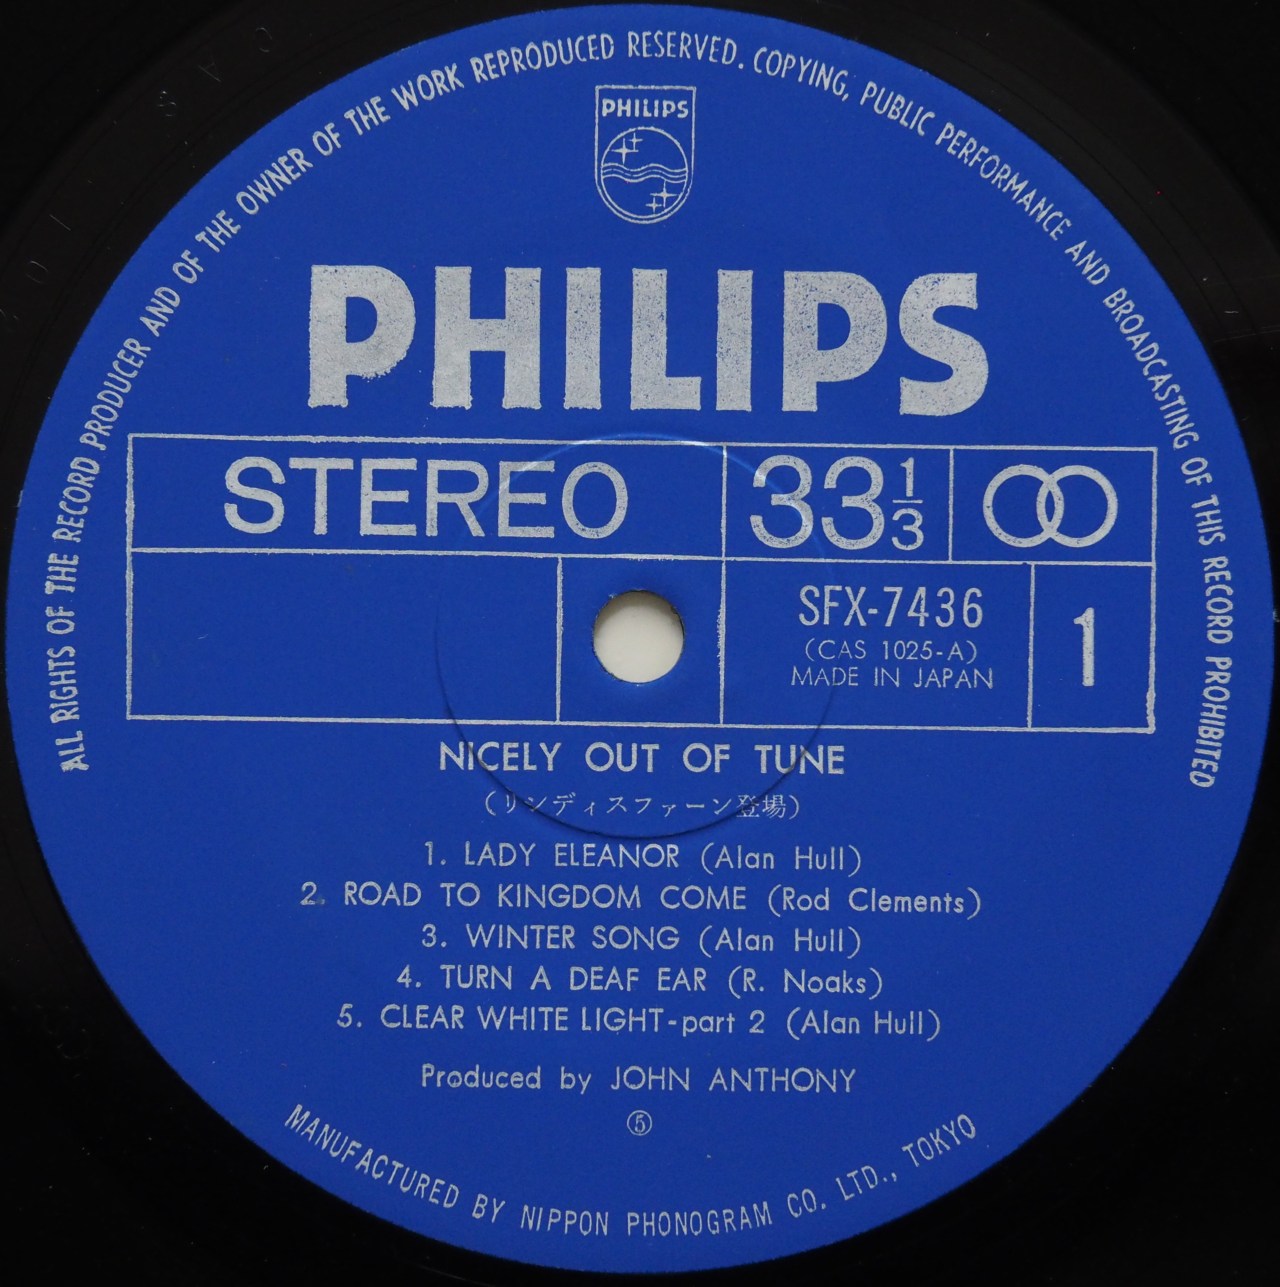 ALL RIGHTS OF THE RECORD PRODUCER AND OF THE OWNER OF THE WORK REPRODUCED RESERVED. COPYING, PUBLIC PERFORMANCE AND BROADCASTING OF THIS RECORD PROHIBITED
PHILIPS
PHILIPS
STEREO
33 1/3
SFX-7436
(CAS 1025-A)
MADE IN JAPAN
1
NICELY OUT OF TUNE
(リンディスファーン登場)
1. LADY ELEANOR (Alan Hull)
2. ROAD TO KINGDOM COME (Rod Clements)
3. WINTER SONG (Alan Hull)
4. TURN A DEAF EAR (R. Noaks)
5. CLEAR WHITE LIGHT-part 2 (Alan Hull)
Produced by JOHN ANTHONY
⑤
MANUFACTURED BY NIPPON PHONOGRAM CO. LTD., TOKYO